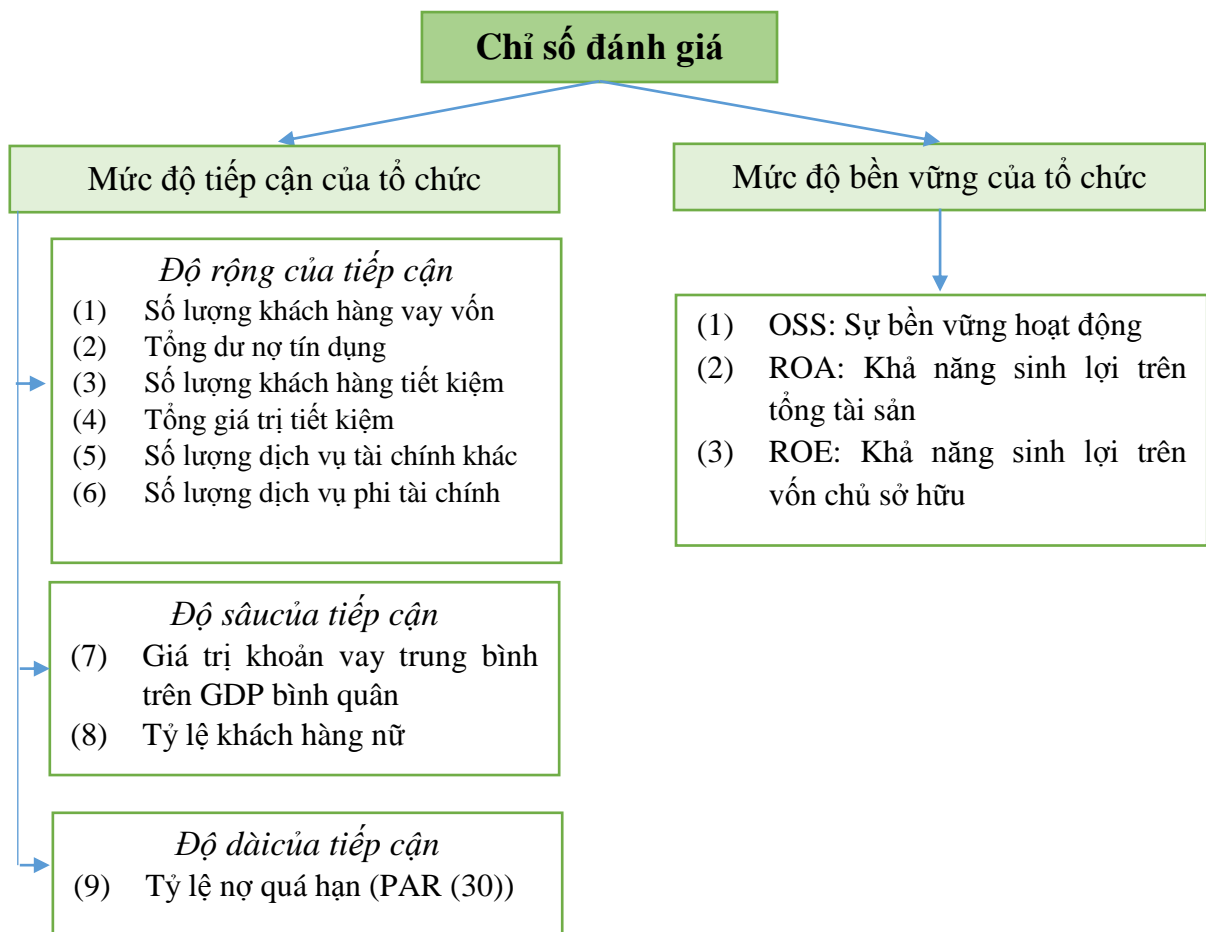 Chỉ số đánh giá
Mức độ tiếp cận của tổ chức
Độ rộng của tiếp cận
(1) Số lượng khách hàng vay vốn
(2) Tổng dư nợ tín dụng
(3) Số lượng khách hàng tiết kiệm
(4) Tổng giá trị tiết kiệm
(5) Số lượng dịch vụ tài chính khác
(6) Số lượng dịch vụ phi tài chính
Độ sâucủa tiếp cận
(7) Giá trị khoản vay trung bình
trên GDP bình quân
(8) Tỷ lệ khách hàng nữ
Độ dàicủa tiếp cận
(9) Tỷ lệ nợ quá hạn (PAR (30))
Mức độ bền vững của tổ chức
(1) OSS: Sự bền vững hoạt động
(2) ROA: Khả năng sinh lợi trên
tổng tài sản
(3) ROE: Khả năng sinh lợi trên
vốn chủ sở hữu